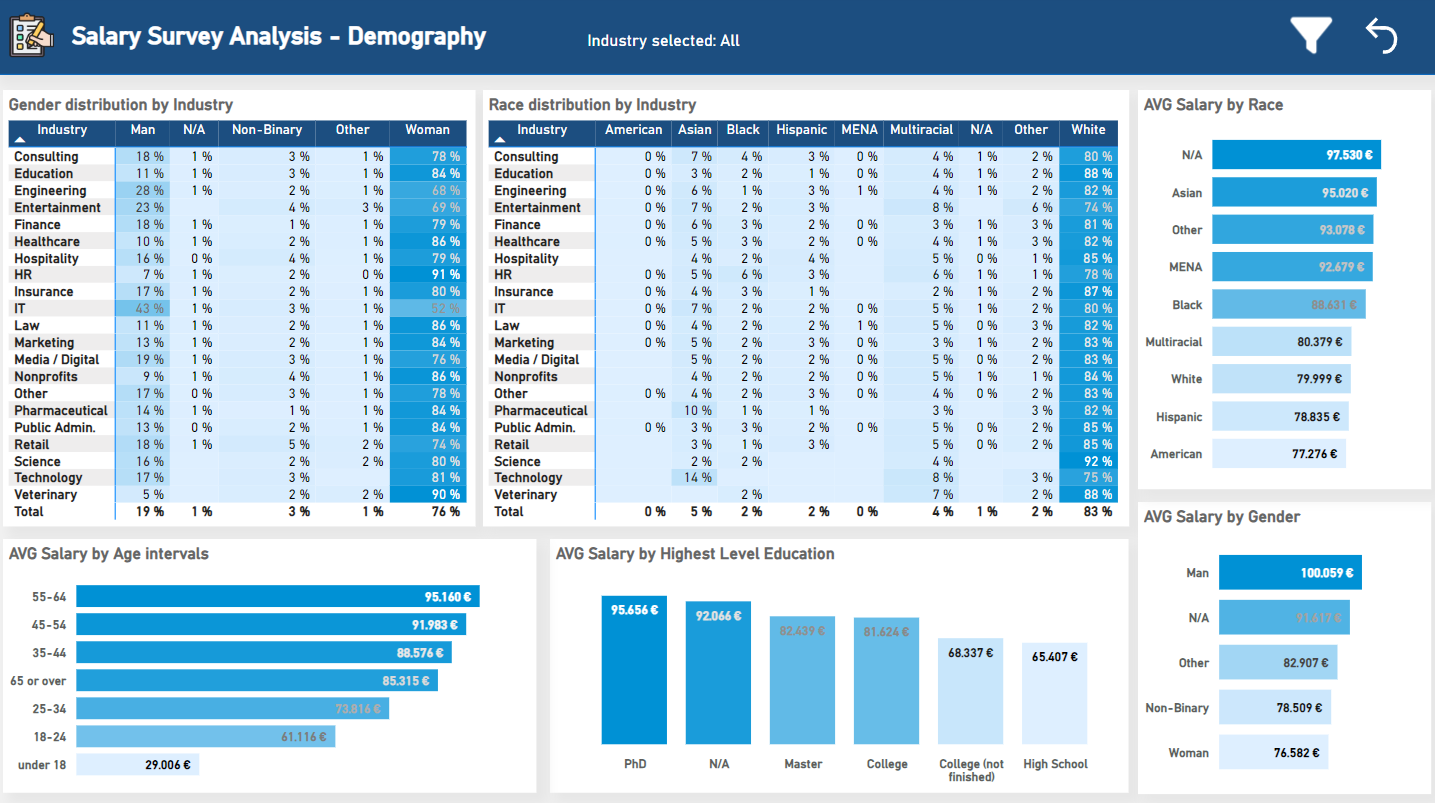 Salary Survey Analysis - Demography
Industry selected: All
Gender distribution by Industry
Industry Man N/A Non-Binary Other Woman
Consulting 18 % 1 % 3 % 1 % 78 %
Education 11 % 1 % 3 % 1 % 84 %
Engineering 28 % 1 % 2 % 1 % 68 %
Entertainment 23 % 4 % 3 % 69 %
Finance 18 % 1 % 1 % 1 % 79 %
Healthcare 10 % 1 % 2 % 1 % 86 %
Hospitality 16 % 0 % 4 % 1 % 79 %
HR 7 % 1 % 2 % 0 % 91 %
Insurance 17 % 1 % 2 % 1 % 80 %
IT 43 % 1 % 3 % 1 % 52 %
Law 11 % 1 % 2 % 1 % 86 %
Marketing 13 % 1 % 2 % 1 % 84 %
Media / Digital 19 % 1 % 3 % 1 % 76 %
Nonprofits 9 % 1 % 4 % 1 % 86 %
Other 17 % 0 % 3 % 1 % 78 %
Pharmaceutical 14 % 1 % 1 % 1 % 84 %
Public Admin. 13 % 0 % 2 % 1 % 84 %
Retail 18 % 1 % 5 % 2 % 74 %
Science 16 % 2 % 2 % 80 %
Technology 17 % 3 % 81 %
Veterinary 5 % 2 % 2 % 90 %
Total 19 % 1 % 3 % 1 % 76 %
Race distribution by Industry
Industry American Asian Black Hispanic MENA Multiracial N/A Other White
Consulting 0 % 7 % 4 % 3 % 0 % 4 % 1 % 2 % 80 %
Education 0 % 3 % 2 % 1 % 0 % 4 % 1 % 2 % 88 %
Engineering 0 % 6 % 1 % 3 % 1 % 4 % 1 % 2 % 82 %
Entertainment 0 % 7 % 2 % 3 % 8 % 6 % 74 %
Finance 0 % 6 % 3 % 2 % 0 % 3 % 1 % 3 % 81 %
Healthcare 0 % 5 % 3 % 2 % 0 % 4 % 1 % 3 % 82 %
Hospitality 4 % 2 % 4 % 5 % 0 % 1 % 85 %
HR 0 % 5 % 6 % 3 % 6 % 1 % 1 % 78 %
Insurance 0 % 4 % 3 % 1 % 2 % 1 % 2 % 87 %
IT 0 % 7 % 2 % 2 % 0 % 5 % 1 % 2 % 80 %
Law 0 % 4 % 2 % 2 % 1 % 5 % 0 % 3 % 82 %
Marketing 0 % 5 % 2 % 3 % 0 % 3 % 1 % 2 % 83 %
Media / Digital 5 % 2 % 2 % 0 % 5 % 0 % 2 % 83 %
Nonprofits 4 % 2 % 2 % 0 % 5 % 1 % 1 % 84 %
Other 0 % 4 % 2 % 3 % 0 % 4 % 0 % 2 % 83 %
Pharmaceutical 10 % 1 % 1 % 3 % 3 % 82 %
Public Admin. 0 % 3 % 3 % 2 % 0 % 5 % 0 % 2 % 85 %
Retail 3 % 1 % 3 % 5 % 0 % 2 % 85 %
Science 2 % 2 % 4 % 92 %
Technology 14 % 8 % 3 % 75 %
Veterinary 2 % 7 % 2 % 88 %
Total 0 % 5 % 2 % 2 % 0 % 4 % 1 % 2 % 83 %
AVG Salary by Race
N/A 97.530 €
Asian 95.020 €
Other 93.078 €
MENA 92.679 €
Black 88.631 €
Multiracial 80.379 €
White 79.999 €
Hispanic 78.835 €
American 77.276 €
AVG Salary by Age intervals
55-64 95.160 €
45-54 91.983 €
35-44 88.576 €
65 or over 85.315 €
25-34 73.816 €
18-24 61.116 €
under 18 29.006 €
AVG Salary by Highest Level Education
95.656 € 92.066 € 82.439 € 81.624 € 68.337 € 65.407 €
PhD N/A Master College College (not High School
finished)
AVG Salary by Gender
Man 100.059 €
N/A 91.617 €
Other 82.907 €
Non-Binary 78.509 €
Woman 76.582 €